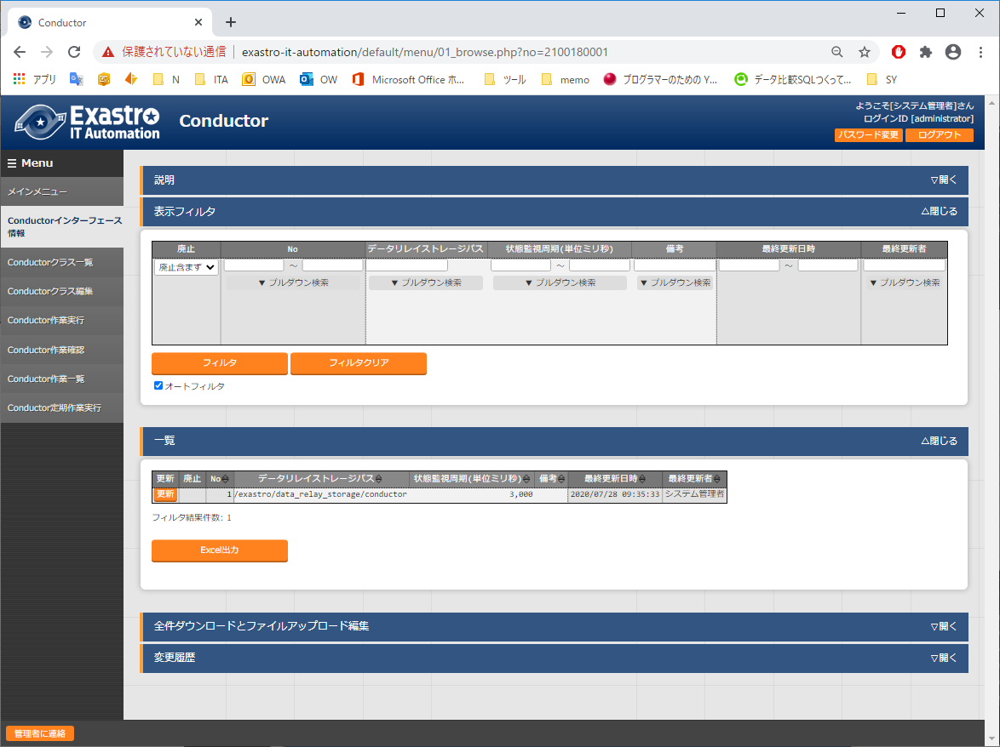 Conductor
保護されていない通信 exastro-it-automation/default/menu/01_browse.php?no=2100180001
アプリ N ITA OWA OW Microsoft Office ホ... ツール memo プログラマーのための Y... データ比較SQLつくって... SY
Exastro
IT Automation
Conductor
ようこそ[システム管理者]さん
ログインID [administrator]
パスワード変更 ログアウト
☰ Menu
メインメニュー
Conductorインターフェース
情報
Conductorクラス一覧
Conductorクラス編集
Conductor作業実行
Conductor作業確認
Conductor作業一覧
Conductor定期作業実行
説明 ▽開く
表示フィルタ △閉じる
廃止 No データリレイストレージパス 状態監視周期(単位ミリ秒) 備考 最終更新日時 最終更新者
廃止含まず ～ ～ ～
▼ プルダウン検索 ▼ プルダウン検索 ▼ プルダウン検索 ▼ プルダウン検索 ▼ プルダウン検索
フィルタ フィルタクリア
オートフィルタ
一覧 △閉じる
更新 廃止 No データリレイストレージパス 状態監視周期(単位ミリ秒) 備考 最終更新日時 最終更新者
更新 1 /exastro/data_relay_storage/conductor 3,000 2020/07/28 09:35:33 システム管理者
フィルタ結果件数: 1
Excel出力
全件ダウンロードとファイルアップロード編集 ▽開く
変更履歴 ▽開く
管理者に連絡